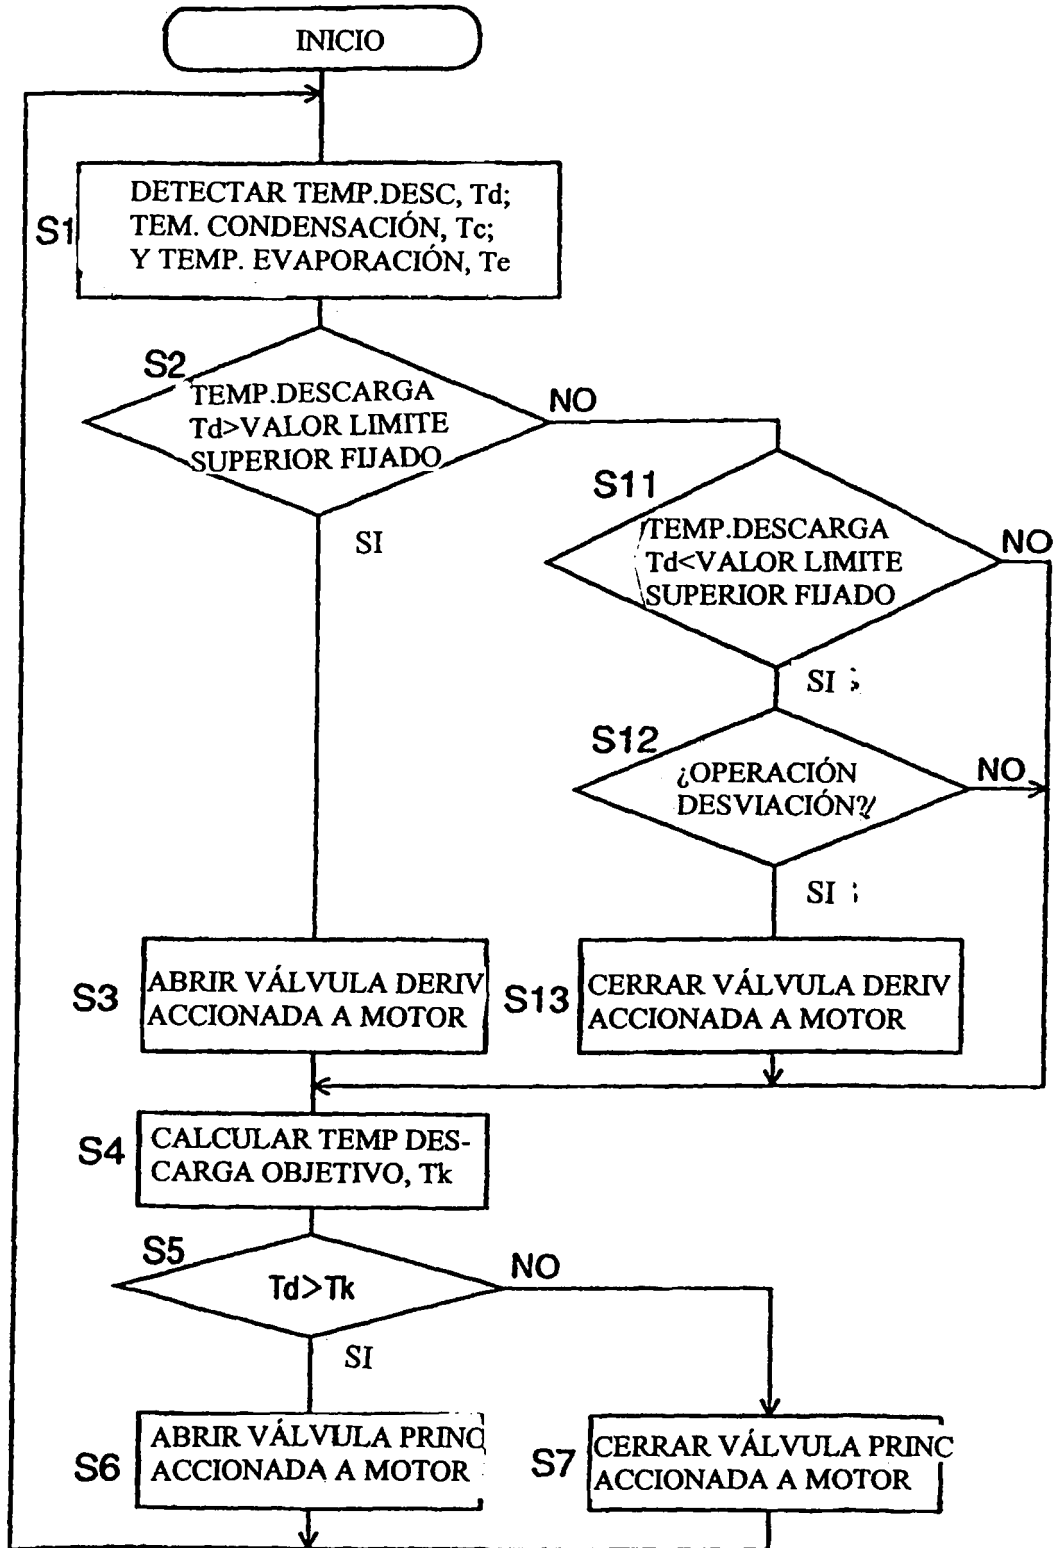 INICIO
S1
DETECTAR TEMP.DESC, Td;
TEM. CONDENSACIÓN, Tc;
Y TEMP. EVAPORACIÓN, Te
S2
TEMP.DESCARGA
Td>VALOR LIMITE
SUPERIOR FIJADO
NO
SI
S11
TEMP.DESCARGA
Td<VALOR LIMITE
SUPERIOR FIJADO
NO
SI
S12
¿OPERACIÓN
DESVIACIÓN?
NO
SI
S3
ABRIR VÁLVULA DERIV
ACCIONADA A MOTOR
S13
CERRAR VÁLVULA DERIV
ACCIONADA A MOTOR
S4
CALCULAR TEMP DES-
CARGA OBJETIVO, Tk
S5
Td>Tk
NO
SI
S6
ABRIR VÁLVULA PRINC
ACCIONADA A MOTOR
S7
CERRAR VÁLVULA PRINC
ACCIONADA A MOTOR